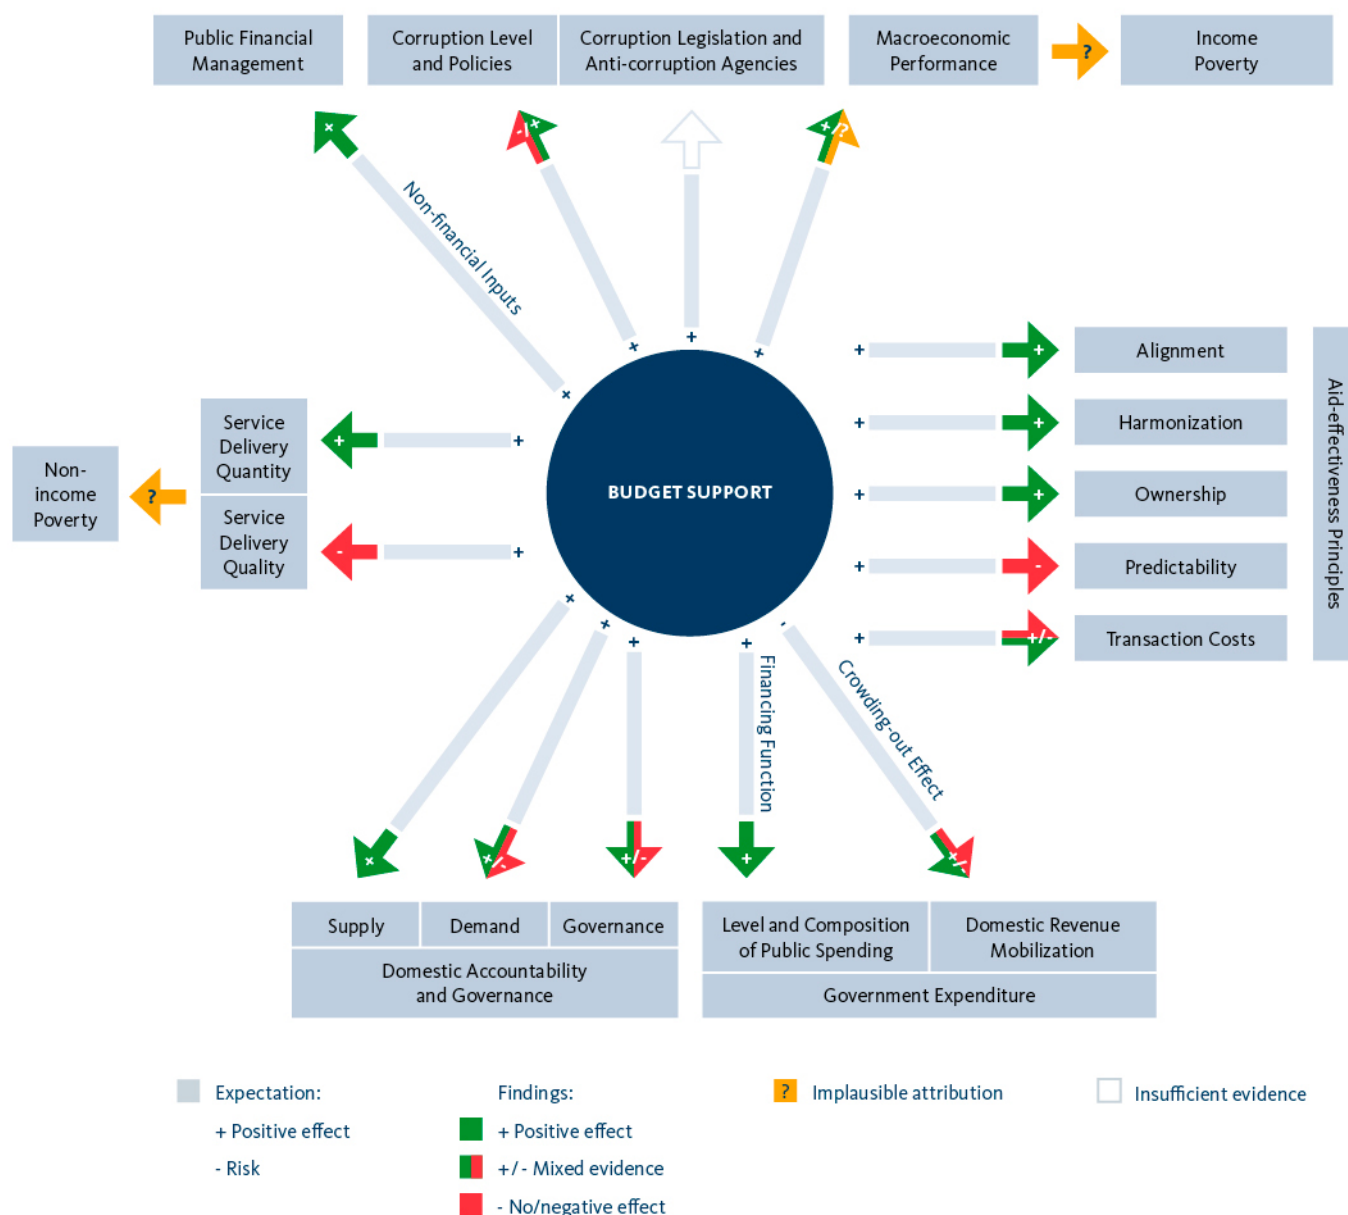 Public Financial
Management
Corruption Level
and Policies
Corruption Legislation and
Anti-corruption Agencies
Macroeconomic
Performance
?
Income
Poverty
+
-/+
+/?
Non-financial Inputs
+
+
+
+
Service
Delivery
Quantity
+
+
Non-
income
Poverty
?
Service
Delivery
Quality
-
+
BUDGET SUPPORT
+
+
Alignment
+
+
Harmonization
+
+
Ownership
+
-
Predictability
+
+/-
Transaction Costs
Aid-effectiveness Principles
+
+
+
+
-
Financing Function
Crowding-out Effect
+
+/-
+/-
+
+/-
Supply
Demand
Governance
Domestic Accountability
and Governance
Level and Composition
of Public Spending
Domestic Revenue
Mobilization
Government Expenditure
Expectation:
+ Positive effect
- Risk
Findings:
+ Positive effect
+/- Mixed evidence
- No/negative effect
? Implausible attribution
Insufficient evidence